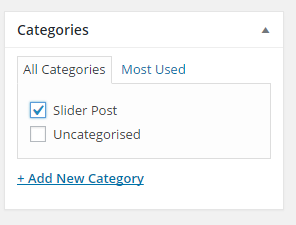 Categories
All Categories Most Used
Slider Post
Uncategorised
+ Add New Category